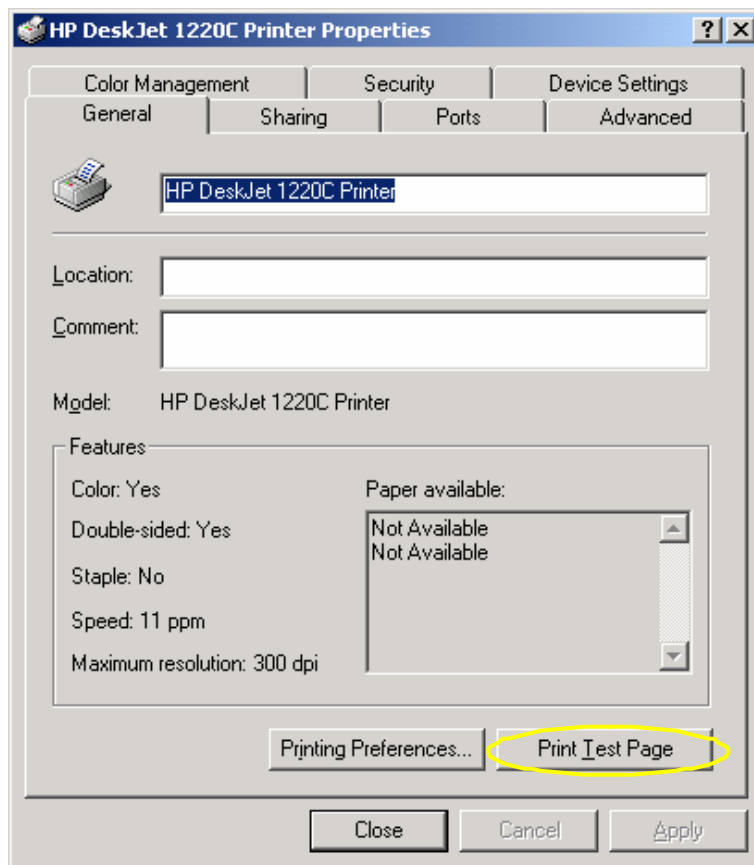 HP DeskJet 1220C Printer Properties
Color Management Security Device Settings
General Sharing Ports Advanced
HP DeskJet 1220C Printer
Location:
Comment:
Model: HP DeskJet 1220C Printer
Features
Color: Yes
Paper available:
Double-sided: Yes
Not Available
Not Available
Staple: No
Speed: 11 ppm
Maximum resolution: 300 dpi
Printing Preferences... Print Test Page
Close Cancel Apply